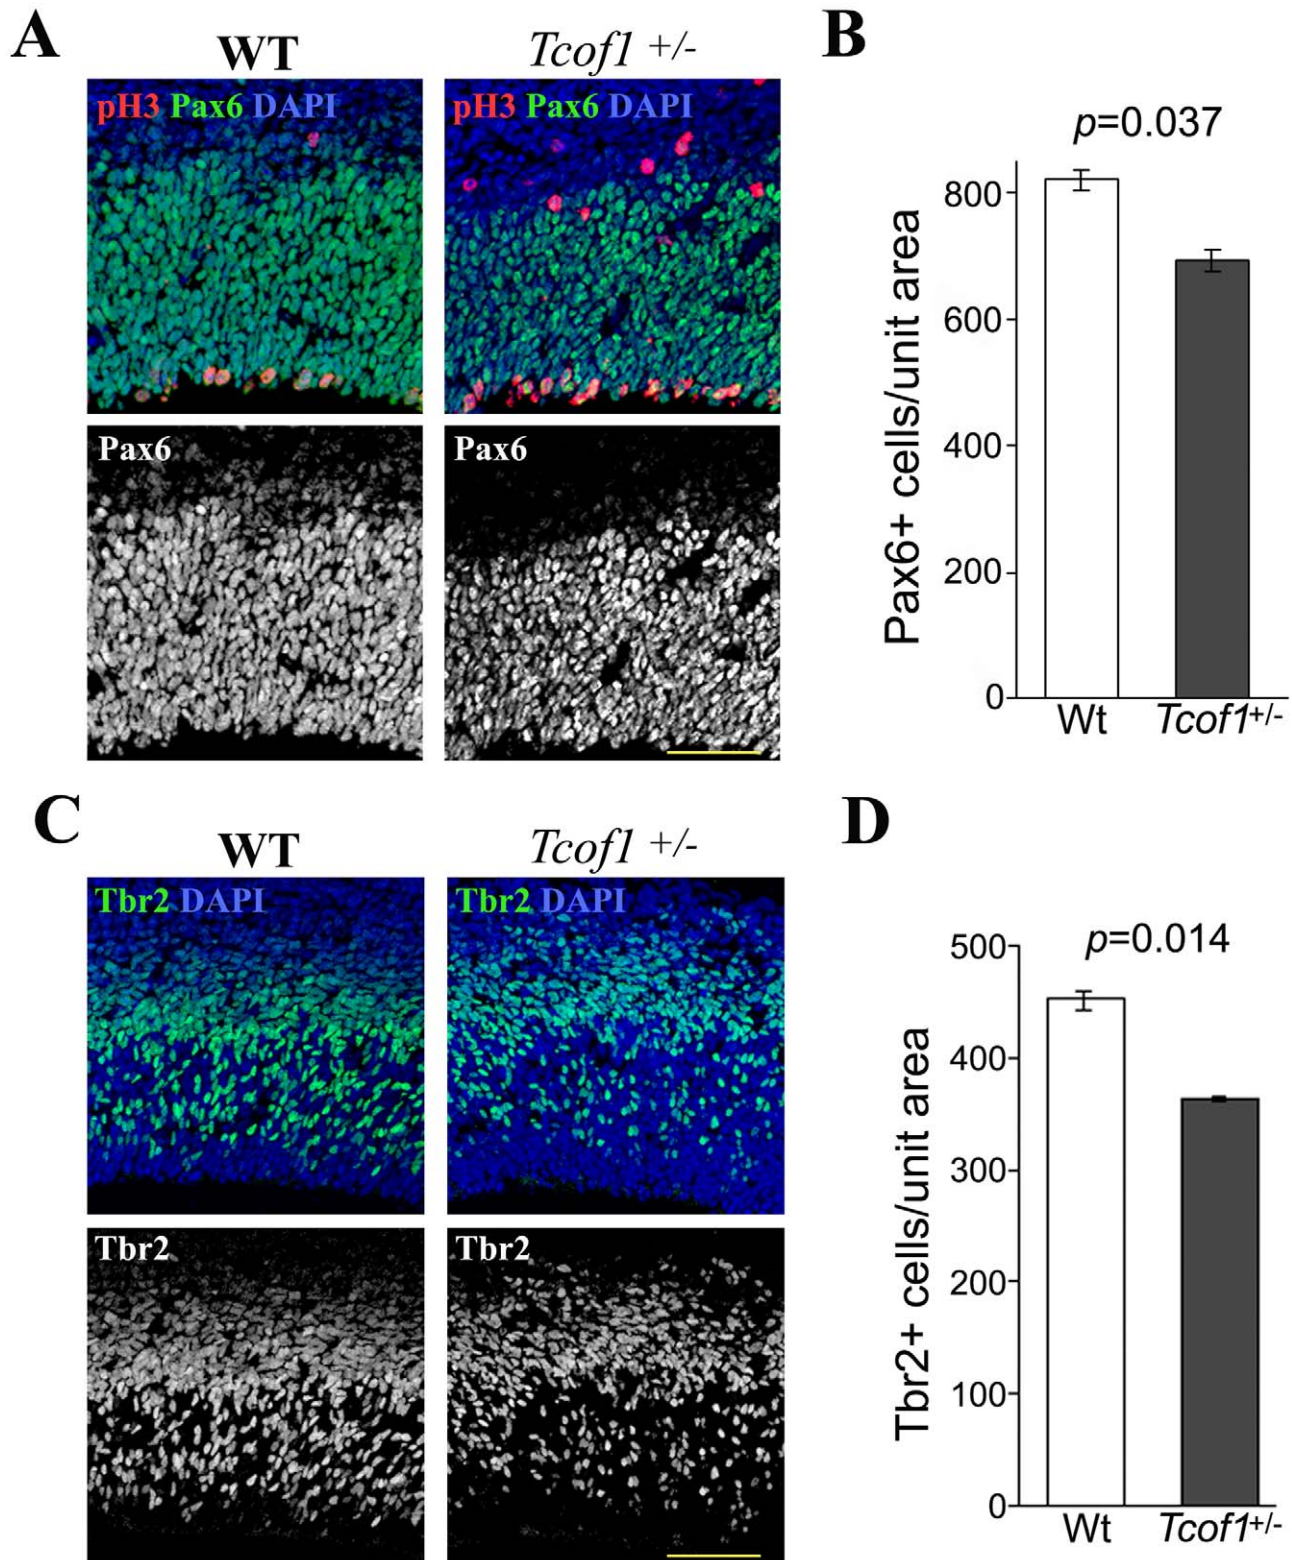 A
WT
Tcof1 +/-
pH3 Pax6 DAPI
pH3 Pax6 DAPI
Pax6
Pax6
B
p=0.037
Pax6+ cells/unit area
800
600
400
200
0
Wt
Tcof1+/-
C
WT
Tcof1 +/-
Tbr2 DAPI
Tbr2 DAPI
Tbr2
Tbr2
D
p=0.014
Tbr2+ cells/unit area
500
400
300
200
100
0
Wt
Tcof1+/-